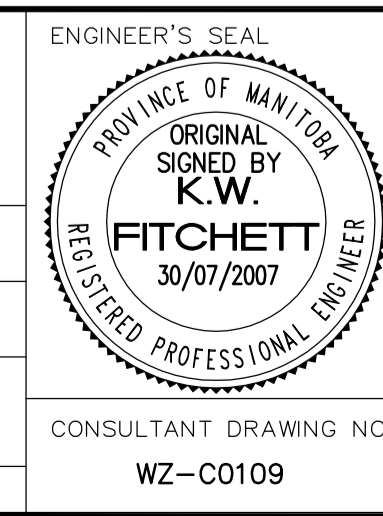 ENGINEER'S SEAL
PROVINCE OF MANITOBA
ORIGINAL
SIGNED BY
K.W.
FITCHETT
30/07/2007
REGISTERED PROFESSIONAL ENGINEER
CONSULTANT DRAWING NO
WZ-C0109